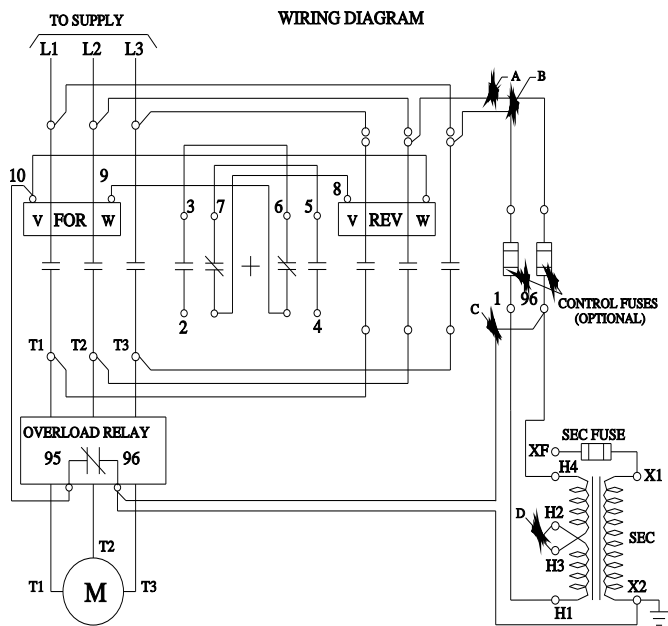 WIRING DIAGRAM
TO SUPPLY
L1 L2 L3
A B
10 9 8
3 7 6 5
V FOR W
V REV W
1 96
CONTROL FUSES
(OPTIONAL)
C
2 4
T1 T2 T3
OVERLOAD RELAY
95 96
SEC FUSE
XF
H4 X1
D H2
SEC
H3
T2
T1 M T3
X2
H1